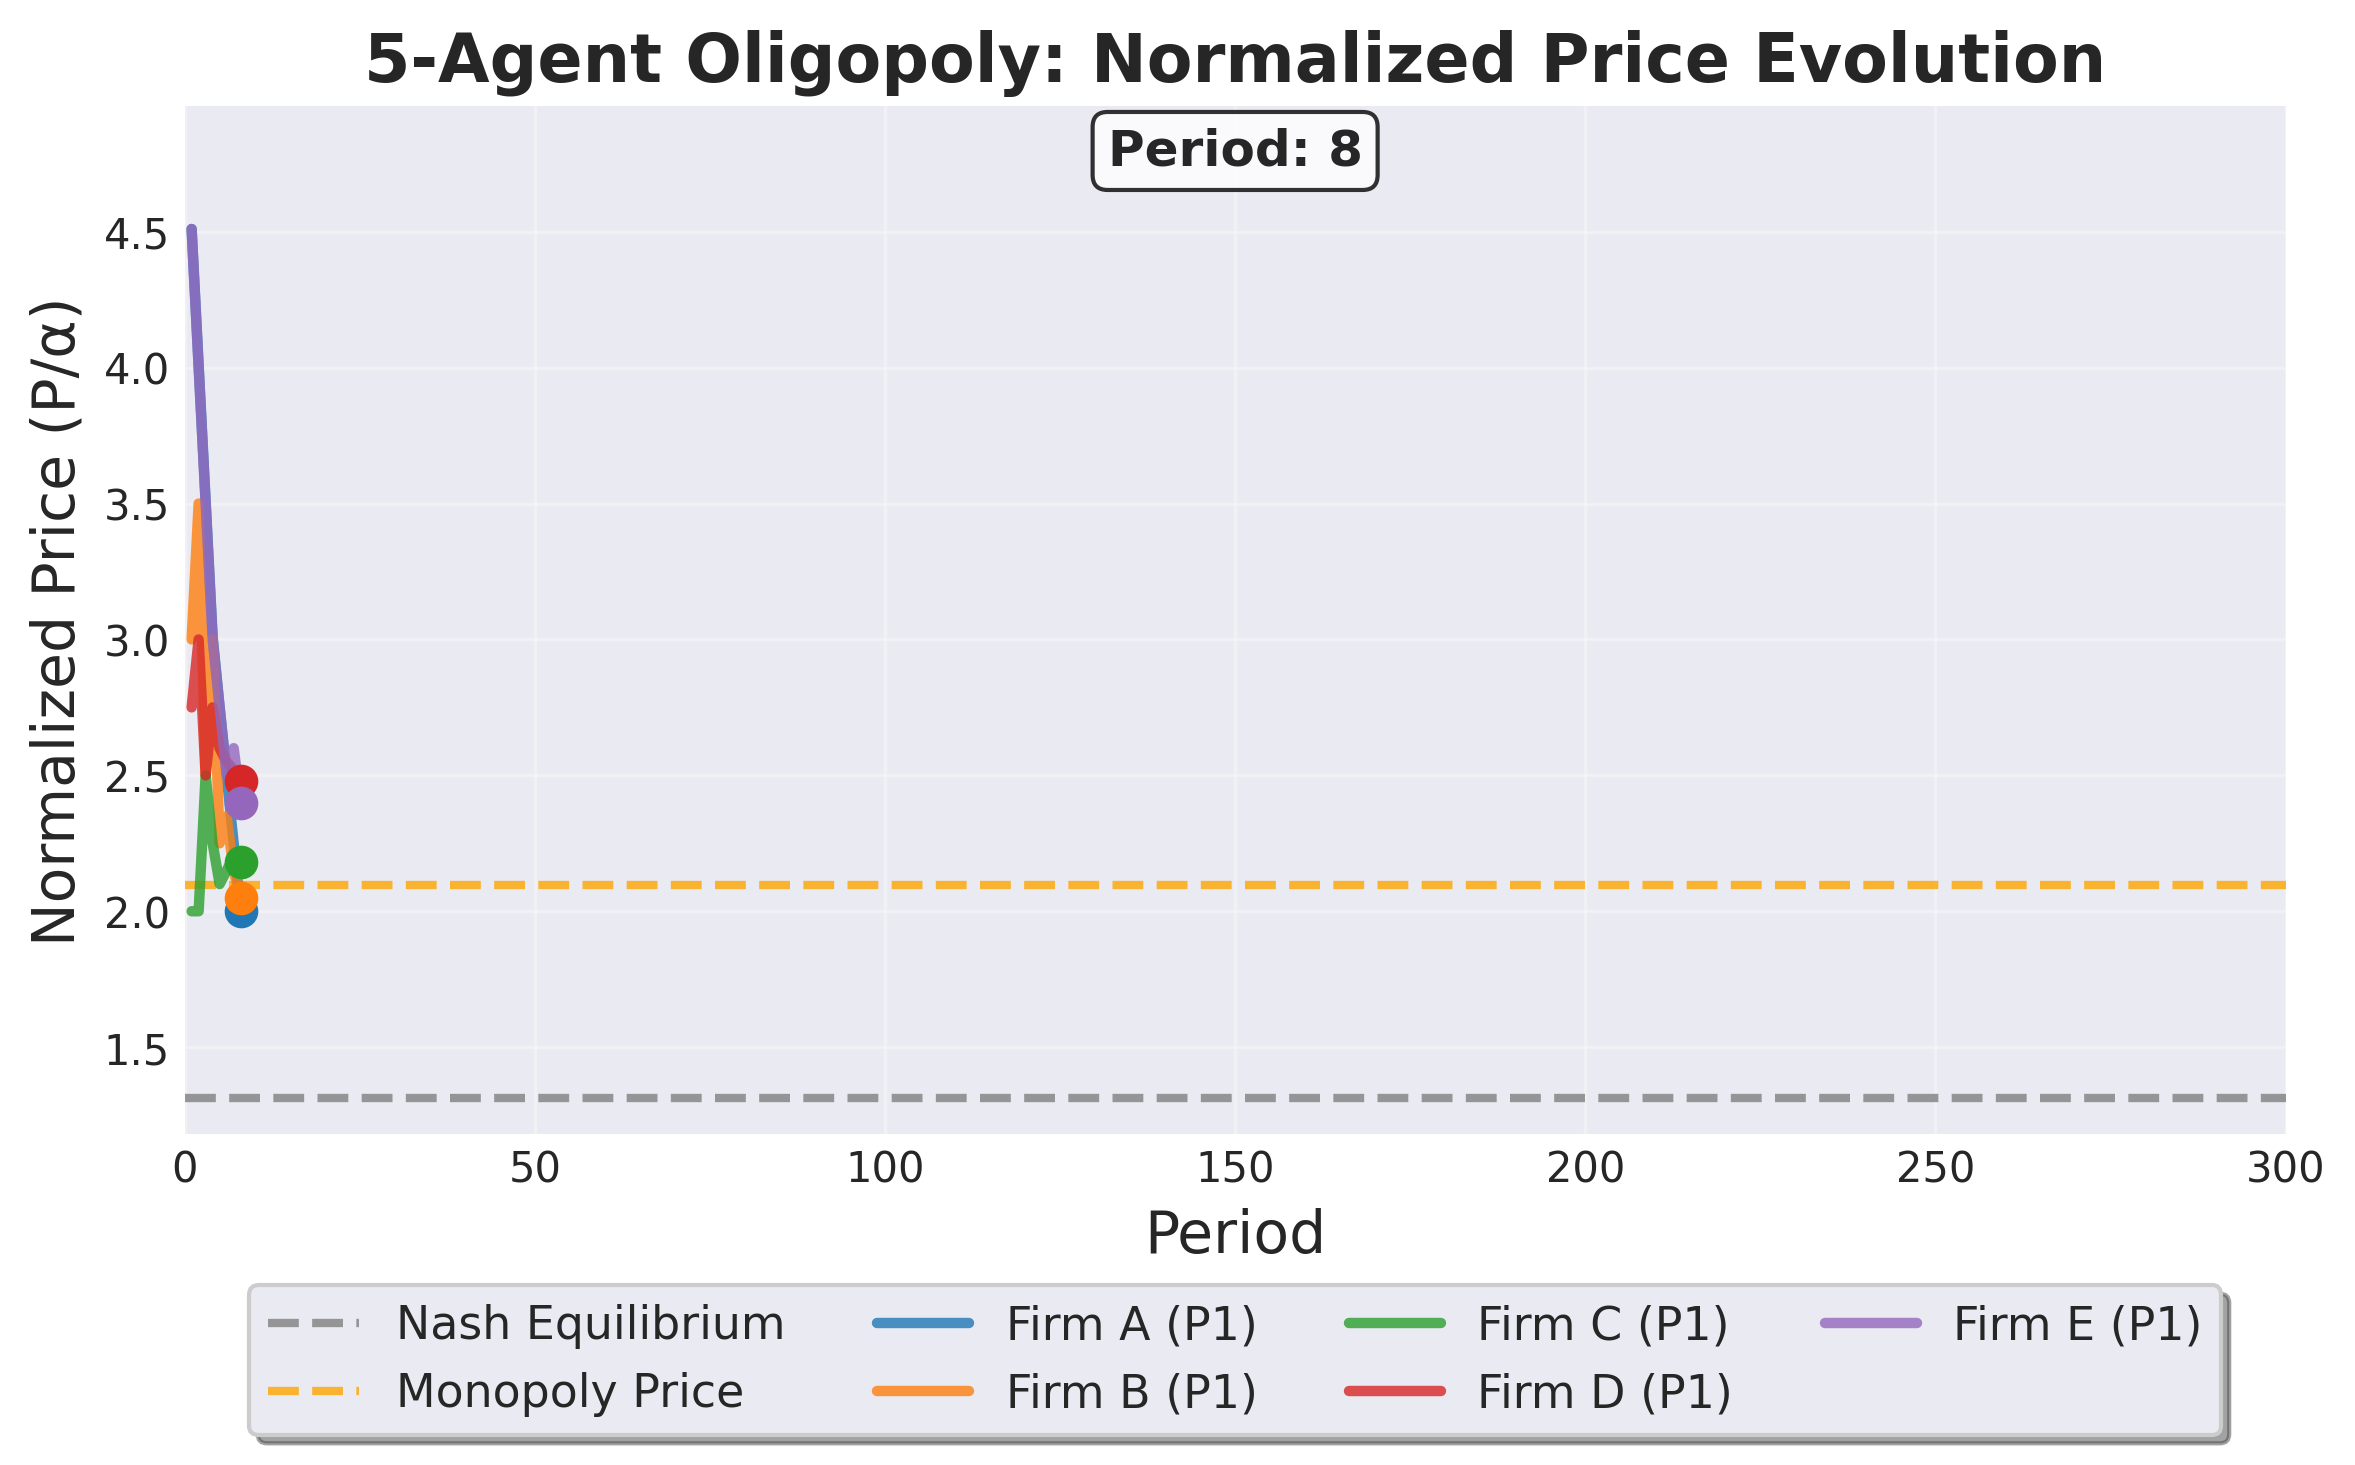 5-Agent Oligopoly: Normalized Price Evolution
Period: 8
Normalized Price (P/α)
4.5
4.0
3.5
3.0
2.5
2.0
1.5
0 50 100 150 200 250 300
Period
Nash Equilibrium Firm A (P1) Firm C (P1) Firm E (P1)
Monopoly Price Firm B (P1) Firm D (P1)